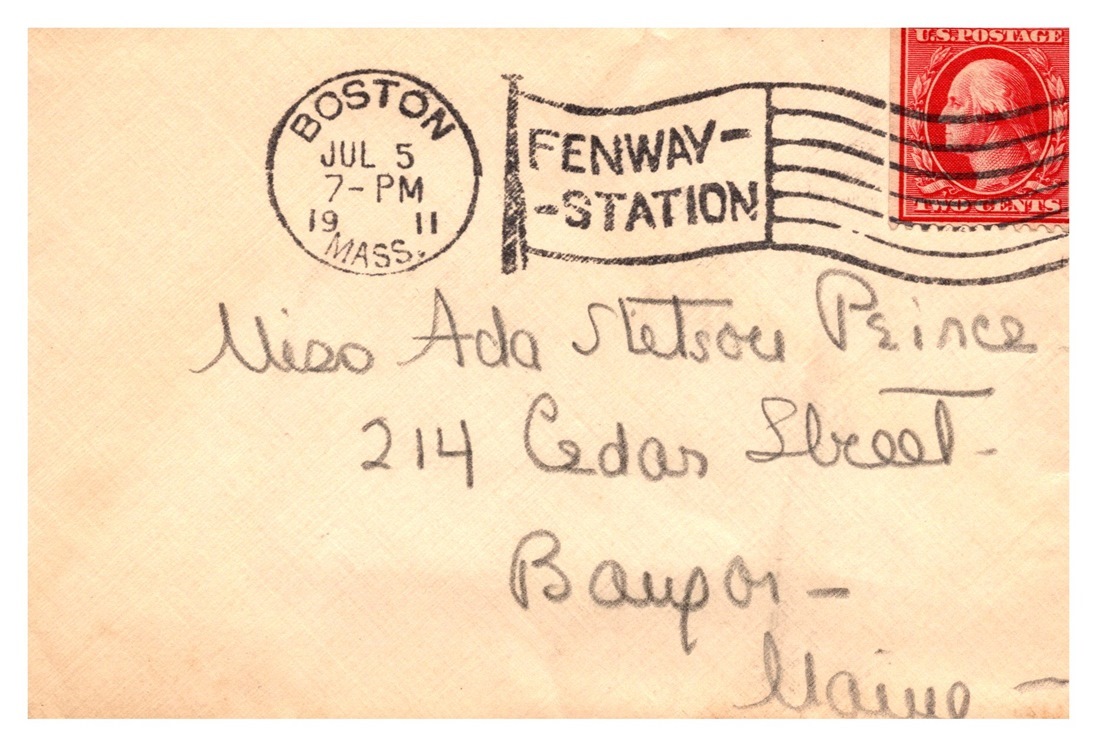 U.S. POSTAGE
BOSTON
JUL 5
7-PM
19 11
MASS.
FENWAY-
-STATION
TWO CENTS
Miss Ada Stetson Peirce
214 Cedar Street-
Bangor-
Maine-